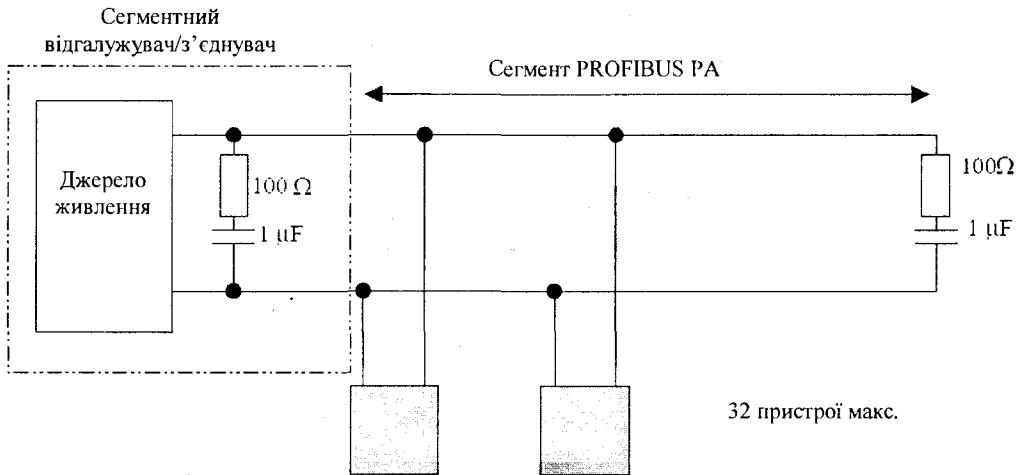 Сегментний
відгалужувач/з’єднувач
Сегмент PROFIBUS PA
Джерело
живлення
100 Ω
1 μF
100Ω
1 μF
32 пристрої макс.